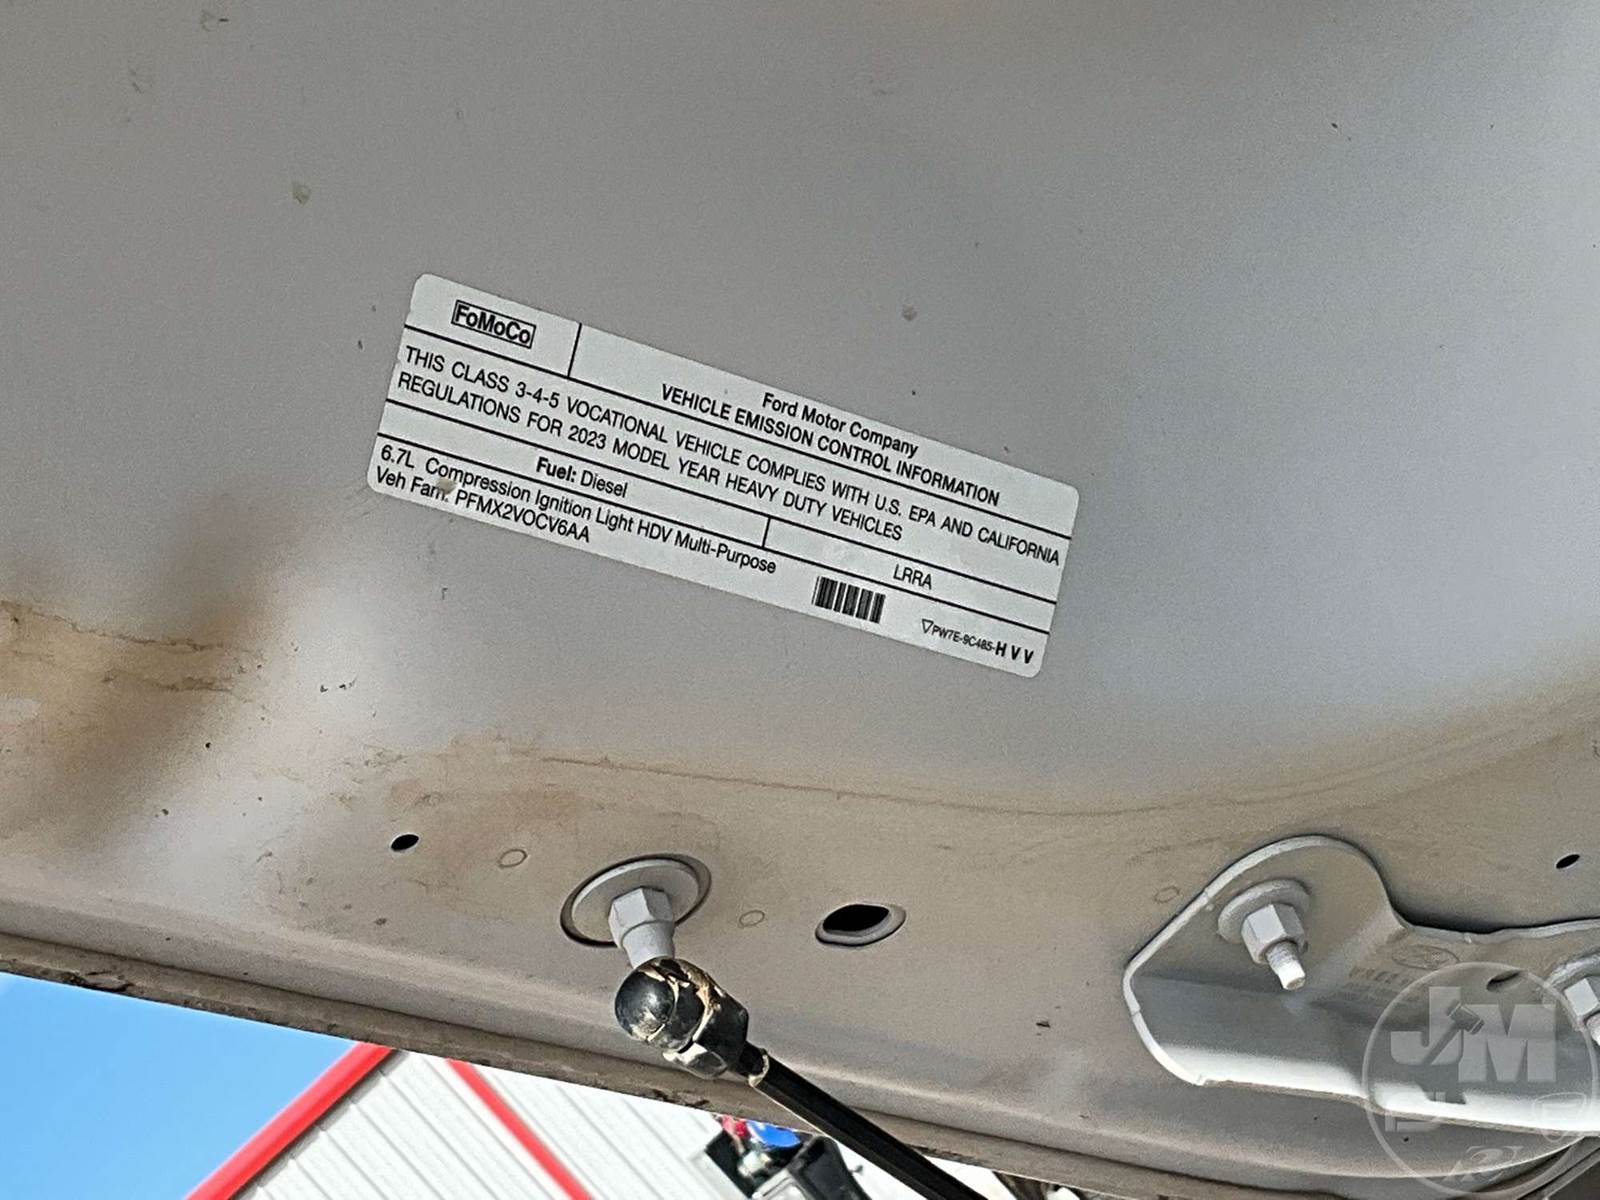 FoMoCo
Ford Motor Company
VEHICLE EMISSION CONTROL INFORMATION
THIS CLASS 3-4-5 VOCATIONAL VEHICLE COMPLIES WITH U.S. EPA AND CALIFORNIA
REGULATIONS FOR 2023 MODEL YEAR HEAVY DUTY VEHICLES
Fuel: Diesel
LRRA
6.7L Compression Ignition Light HDV Multi-Purpose
Veh Fam: PFMX2VOCV6AA
PW7E-9C485-HVV
JM